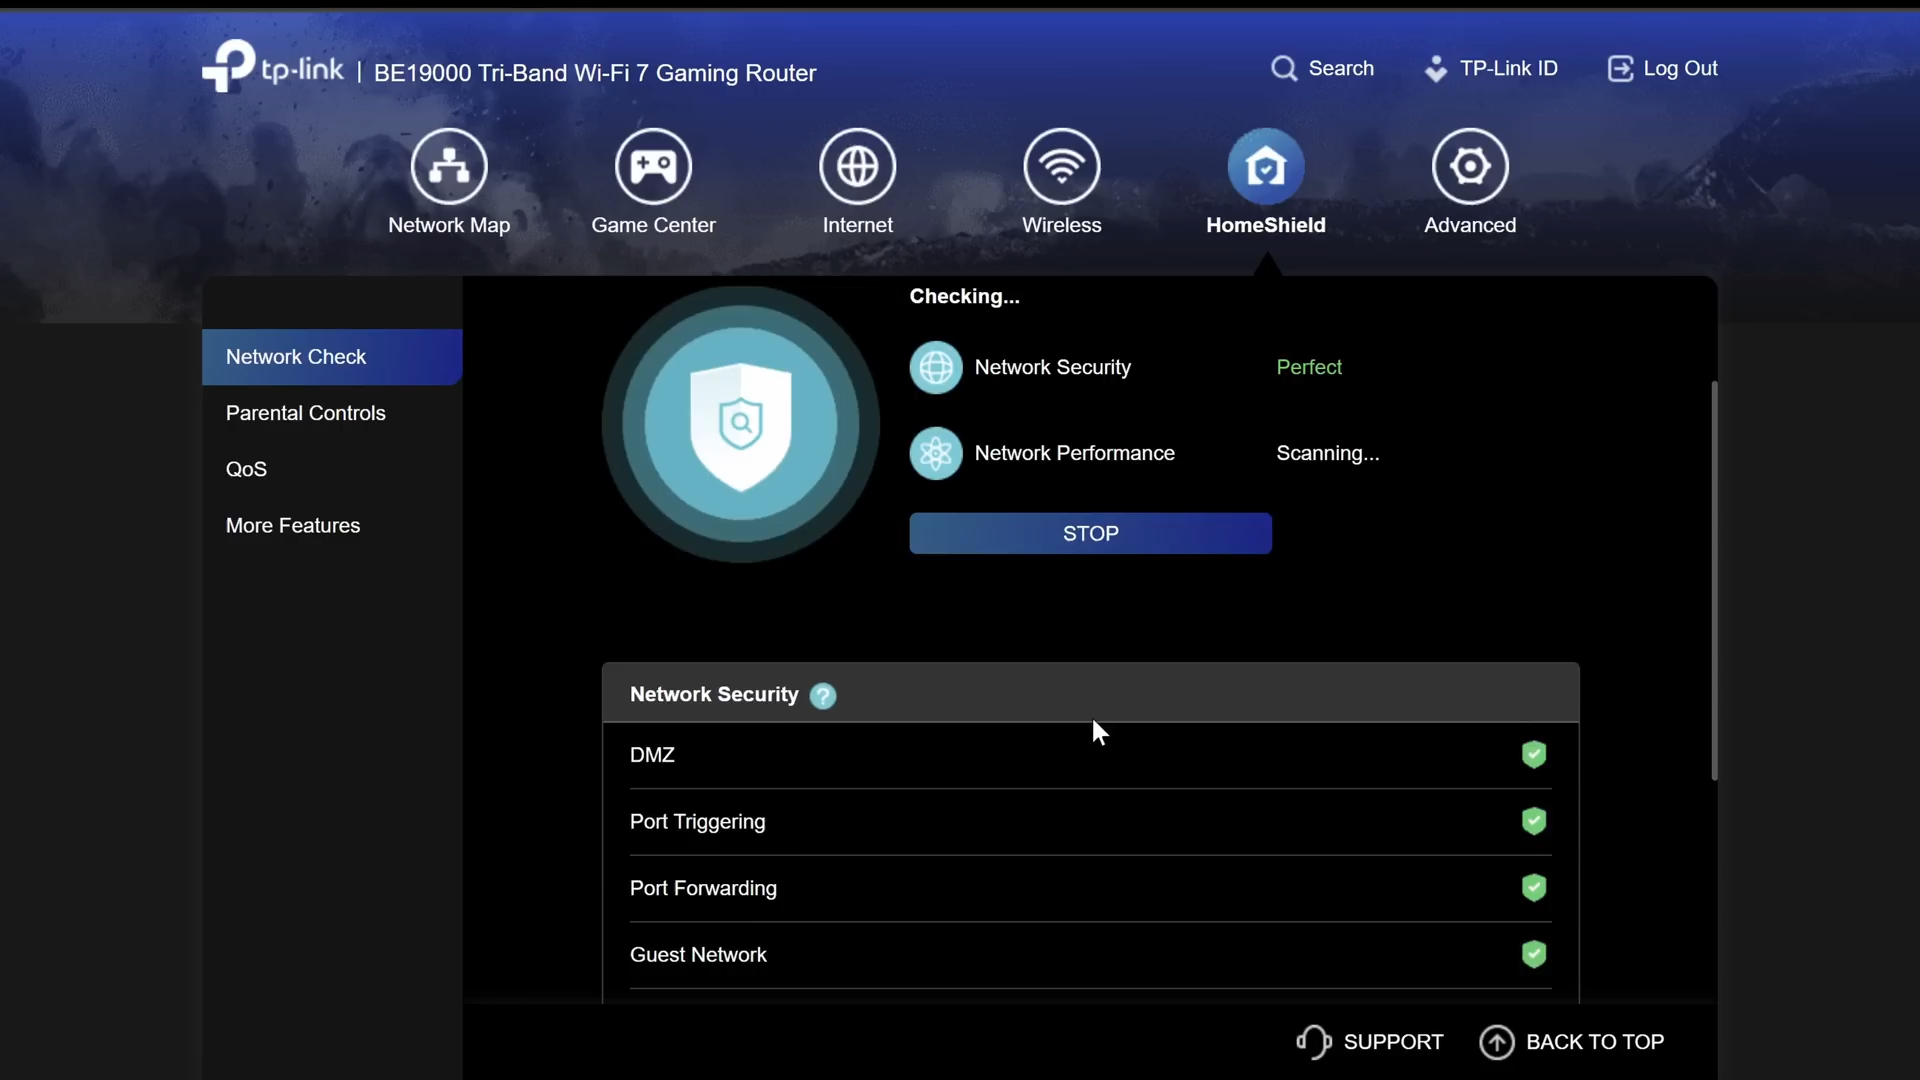 tp-link | BE19000 Tri-Band Wi-Fi 7 Gaming Router
Search
TP-Link ID
Log Out
Network Map
Game Center
Internet
Wireless
HomeShield
Advanced
Network Check
Parental Controls
QoS
More Features
Checking...
Network Security Perfect
Network Performance Scanning...
STOP
Network Security ?
DMZ
Port Triggering
Port Forwarding
Guest Network
SUPPORT
BACK TO TOP